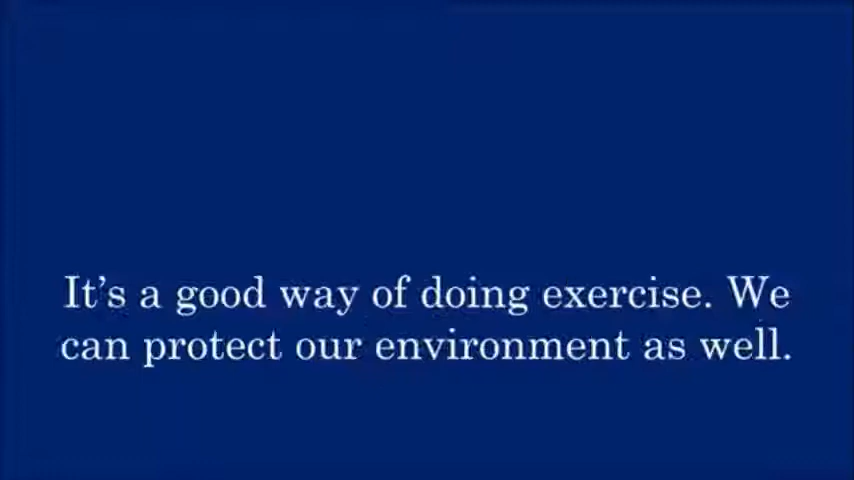 It’s a good way of doing exercise. We
can protect our environment as well.